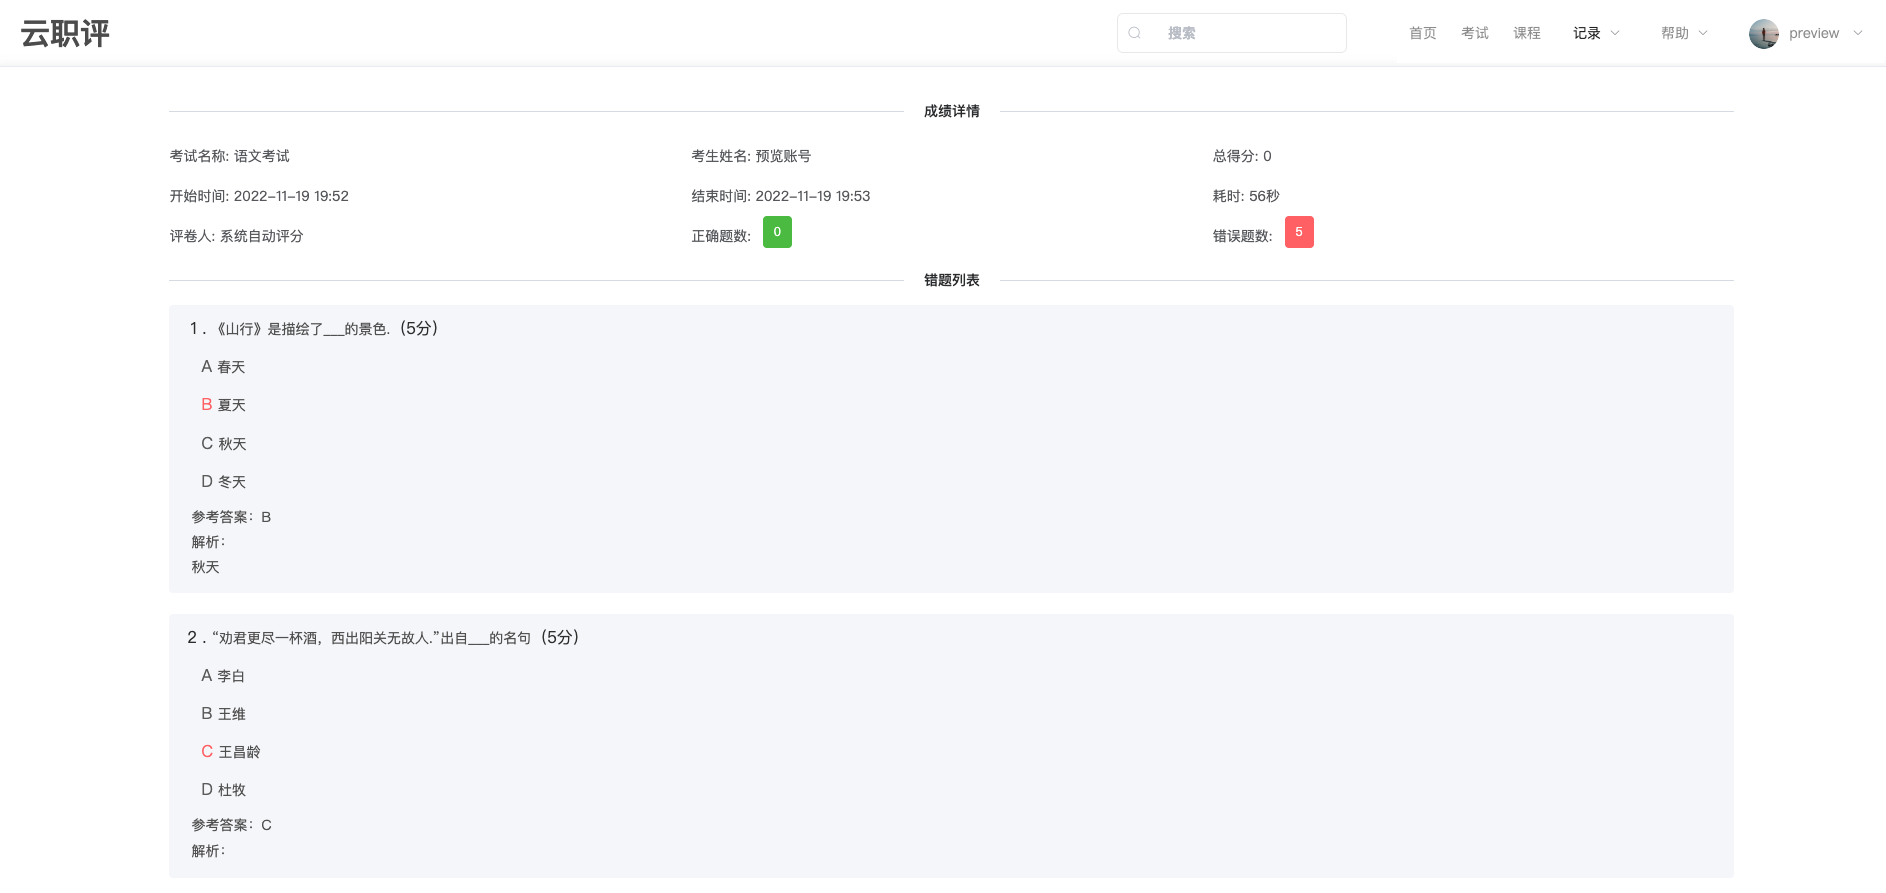 云职评
搜索
首页 考试 课程 记录 帮助 preview
成绩详情
考试名称: 语文考试 考生姓名: 预览账号 总得分: 0
开始时间: 2022-11-19 19:52 结束时间: 2022-11-19 19:53 耗时: 56秒
评卷人: 系统自动评分 正确题数: 0 错误题数: 5
错题列表
1 . 《山行》是描绘了___的景色. (5分)
A 春天
B 夏天
C 秋天
D 冬天
参考答案：B
解析：
秋天
2 . “劝君更尽一杯酒，西出阳关无故人.”出自___的名句 (5分)
A 李白
B 王维
C 王昌龄
D 杜牧
参考答案：C
解析：